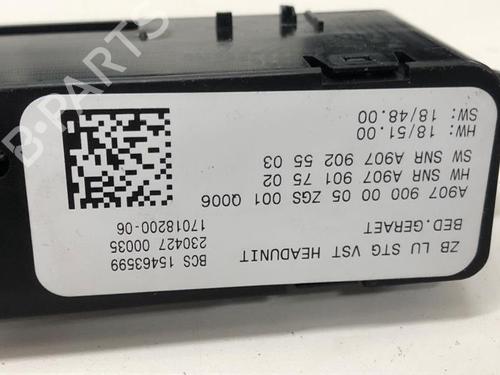 ZB LU STG VST HEADUNIT
BED.GERAET
A907 900 00 05 ZGS 001 Q006
HW SNR A907 901 75 02
SW SNR A907 902 55 03
HW: 18/51.00
SW: 18/48.00
BCS 15463599
230427 00035
17018200-06
B-PARTS